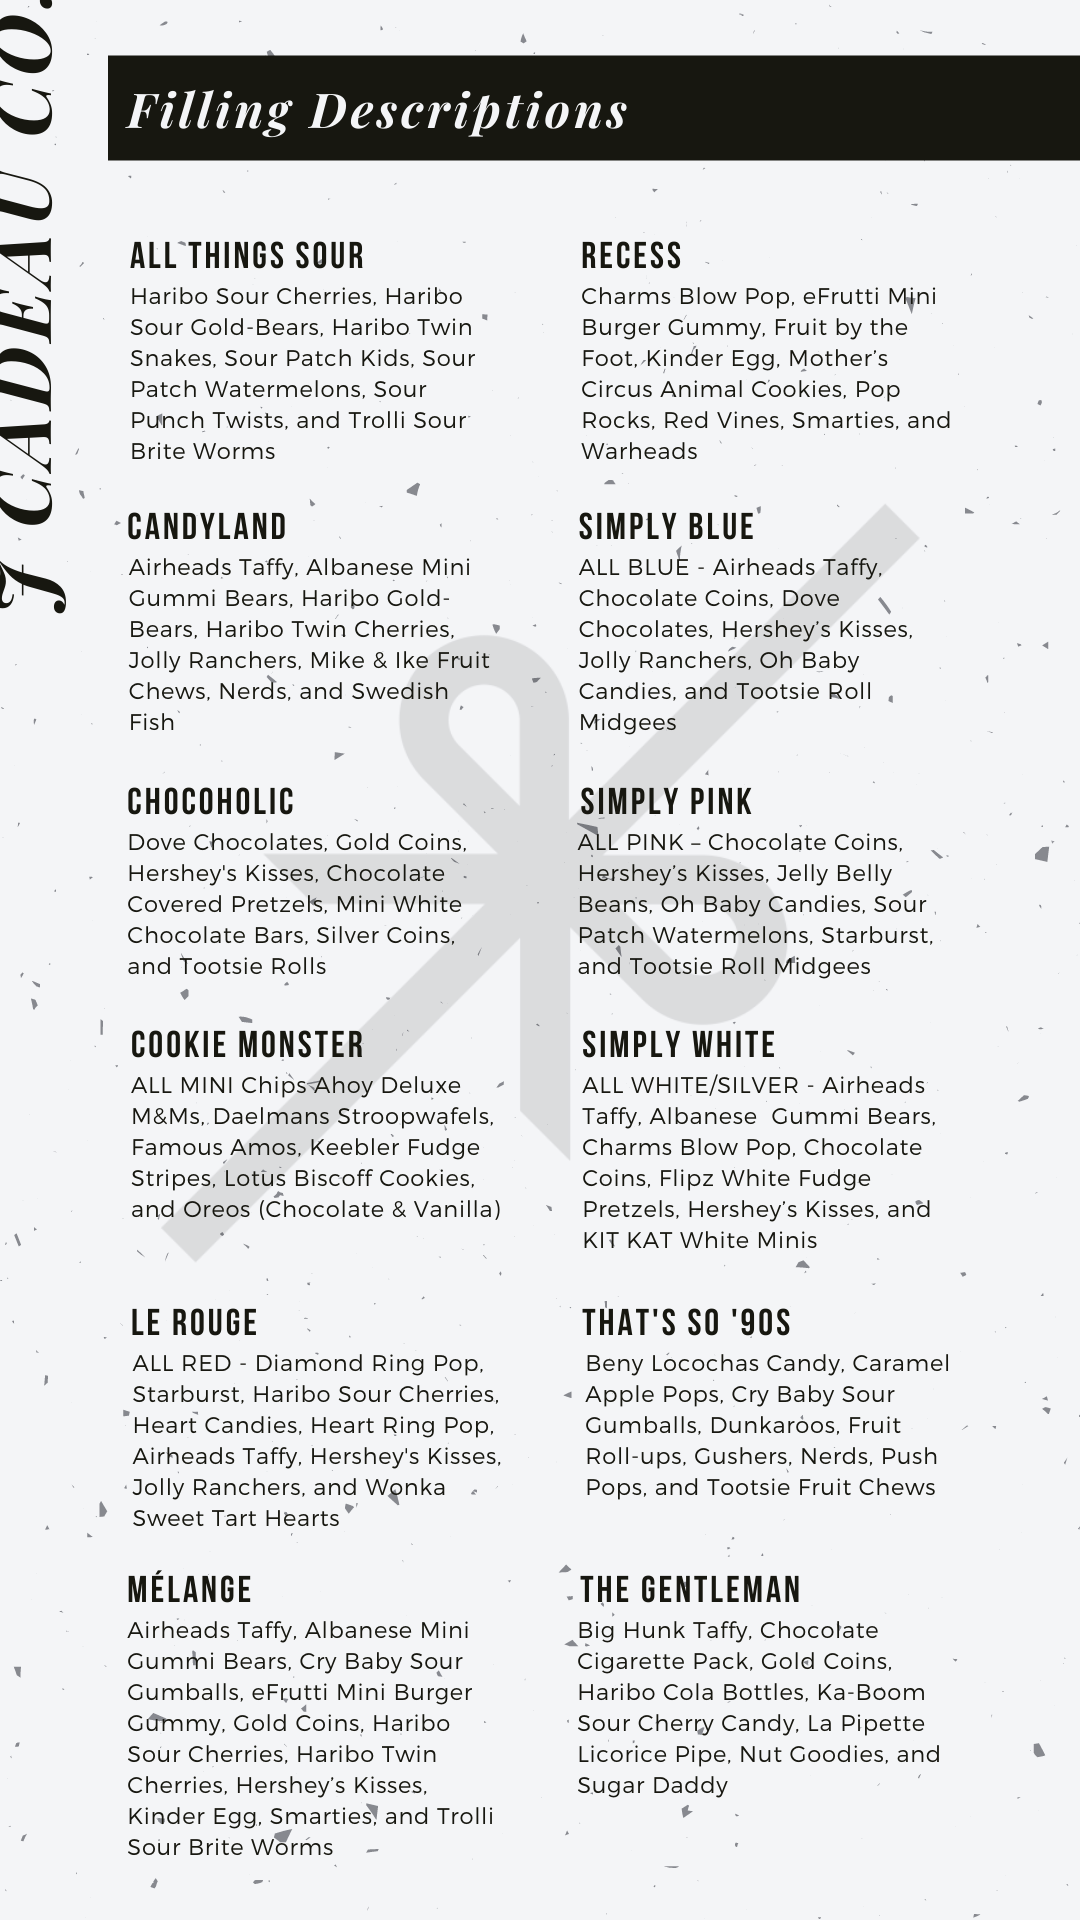 J CADEAU CO.
Filling Descriptions
ALL THINGS SOUR
Haribo Sour Cherries, Haribo
Sour Gold-Bears, Haribo Twin
Snakes, Sour Patch Kids, Sour
Patch Watermelons, Sour
Punch Twists, and Trolli Sour
Brite Worms
CANDYLAND
Airheads Taffy, Albanese Mini
Gummi Bears, Haribo Gold-
Bears, Haribo Twin Cherries,
Jolly Ranchers, Mike & Ike Fruit
Chews, Nerds, and Swedish
Fish
CHOCOHOLIC
Dove Chocolates, Gold Coins,
Hershey's Kisses, Chocolate
Covered Pretzels, Mini White
Chocolate Bars, Silver Coins,
and Tootsie Rolls
COOKIE MONSTER
ALL MINI Chips Ahoy Deluxe
M&Ms, Daelmans Stroopwafels,
Famous Amos, Keebler Fudge
Stripes, Lotus Biscoff Cookies,
and Oreos (Chocolate & Vanilla)
LE ROUGE
ALL RED - Diamond Ring Pop,
Starburst, Haribo Sour Cherries,
Heart Candies, Heart Ring Pop,
Airheads Taffy, Hershey's Kisses,
Jolly Ranchers, and Wonka
Sweet Tart Hearts
MÉLANGE
Airheads Taffy, Albanese Mini
Gummi Bears, Cry Baby Sour
Gumballs, eFrutti Mini Burger
Gummy, Gold Coins, Haribo
Sour Cherries, Haribo Twin
Cherries, Hershey’s Kisses,
Kinder Egg, Smarties, and Trolli
Sour Brite Worms
RECESS
Charms Blow Pop, eFrutti Mini
Burger Gummy, Fruit by the
Foot, Kinder Egg, Mother’s
Circus Animal Cookies, Pop
Rocks, Red Vines, Smarties, and
Warheads
SIMPLY BLUE
ALL BLUE - Airheads Taffy,
Chocolate Coins, Dove
Chocolates, Hershey’s Kisses,
Jolly Ranchers, Oh Baby
Candies, and Tootsie Roll
Midgees
SIMPLY PINK
ALL PINK – Chocolate Coins,
Hershey’s Kisses, Jelly Belly
Beans, Oh Baby Candies, Sour
Patch Watermelons, Starburst,
and Tootsie Roll Midgees
SIMPLY WHITE
ALL WHITE/SILVER - Airheads
Taffy, Albanese  Gummi Bears,
Charms Blow Pop, Chocolate
Coins, Flipz White Fudge
Pretzels, Hershey’s Kisses, and
KIT KAT White Minis
THAT'S SO '90S
Beny Locochas Candy, Caramel
Apple Pops, Cry Baby Sour
Gumballs, Dunkaroos, Fruit
Roll-ups, Gushers, Nerds, Push
Pops, and Tootsie Fruit Chews
THE GENTLEMAN
Big Hunk Taffy, Chocolate
Cigarette Pack, Gold Coins,
Haribo Cola Bottles, Ka-Boom
Sour Cherry Candy, La Pipette
Licorice Pipe, Nut Goodies, and
Sugar Daddy